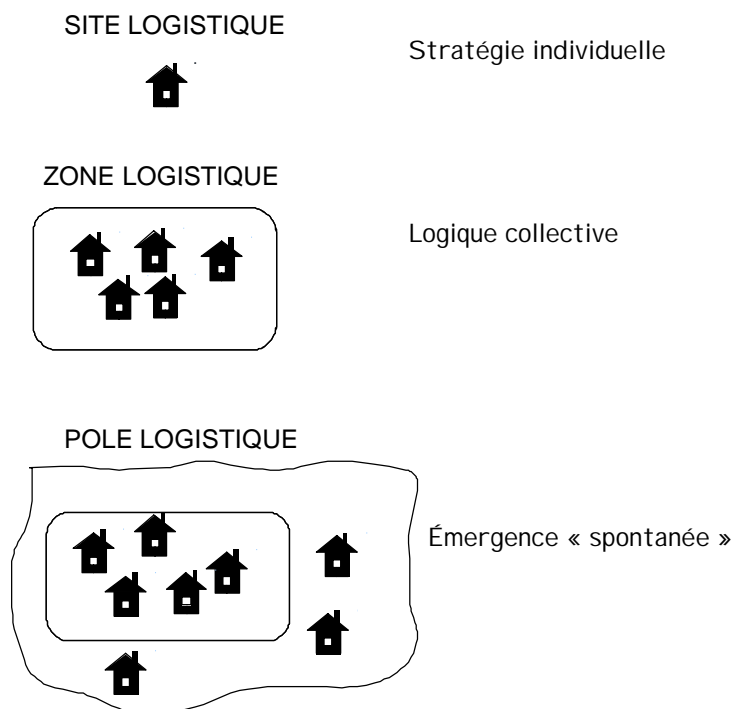 SITE LOGISTIQUE
Stratégie individuelle
ZONE LOGISTIQUE
Logique collective
POLE LOGISTIQUE
Émergence « spontanée »